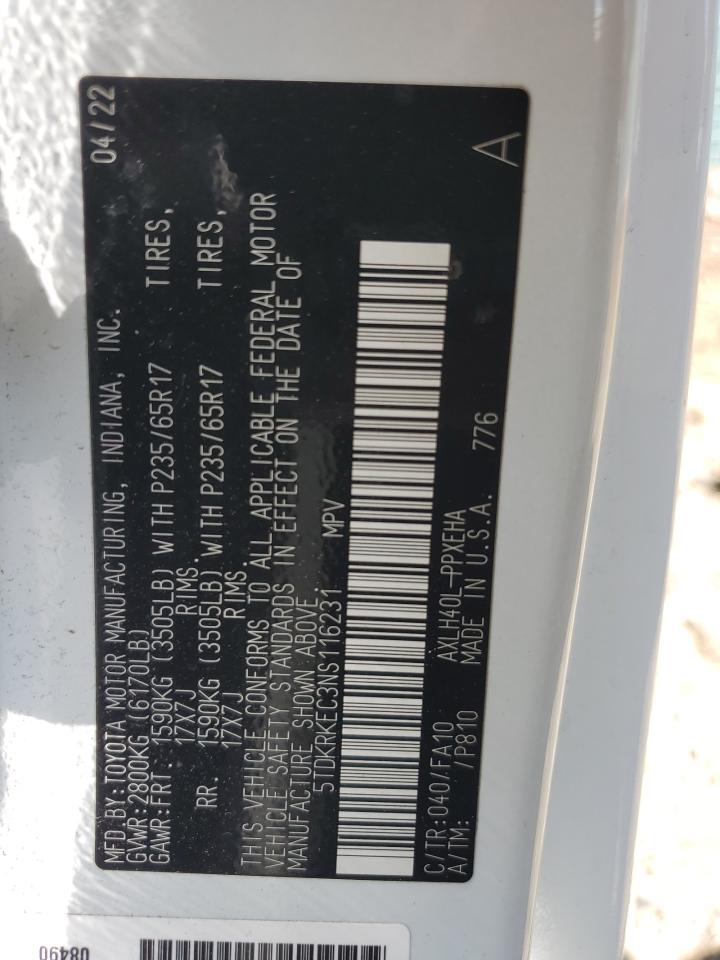 MFD BY: TOYOTA MOTOR MANUFACTURING, INDIANA, INC. 04/22
GVWR: 2800KG (6170LB)
GAWR: FRT. 1590KG (3505LB) WITH P235/65R17 TIRES,
17X7J RIMS.
RR. 1590KG (3505LB) WITH P235/65R17 TIRES,
17X7J RIMS.
THIS VEHICLE CONFORMS TO ALL APPLICABLE FEDERAL MOTOR
VEHICLE SAFETY STANDARDS IN EFFECT ON THE DATE OF
MANUFACTURE SHOWN ABOVE.
5TDKRKEC3NS116231 MPV
C/TR: 040/FA10 AXLH40L-PPXEHA A
A/TM: /P810 MADE IN U.S.A. 776
08490